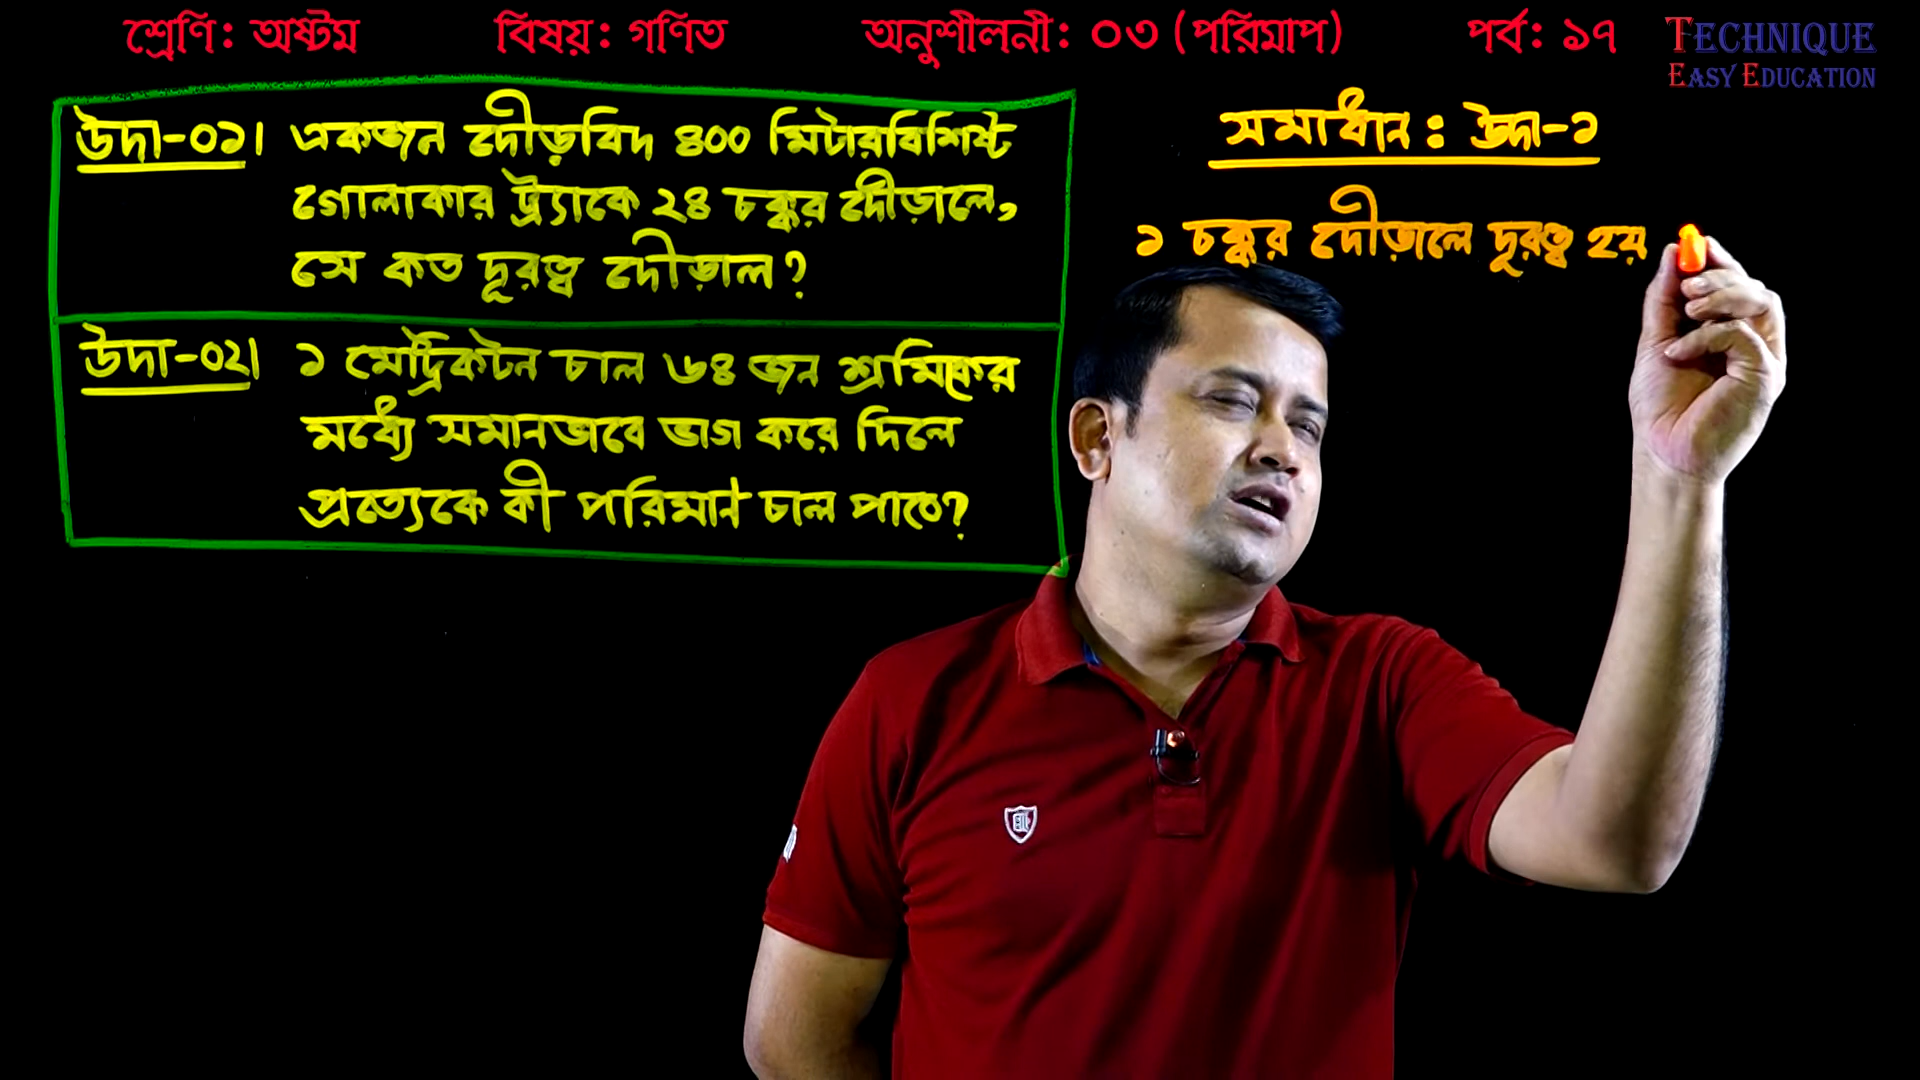 শ্রেণি: অষ্টম বিষয়: গণিত অনুশীলনী: ০৩ (পরিমাপ) পর্ব: ১৭
TECHNIQUE
EASY EDUCATION
উদা-০১। একজন দৌড়বিদ ৪০০ মিটারবিশিষ্ট
গোলাকার ট্র্যাকে ২৪ চক্কর দৌড়ালে,
সে কত দূরত্ব দৌড়াল?
উদা-০২। ১ মেট্রিকটন চাল ৬৪ জন শ্রমিকের
মধ্যে সমানভাবে ভাগ করে দিলে
প্রত্যেকে কী পরিমাণ চাল পাবে?
সমাধান: উদা-১
১ চক্কর দৌড়ালে দূরত্ব হয়